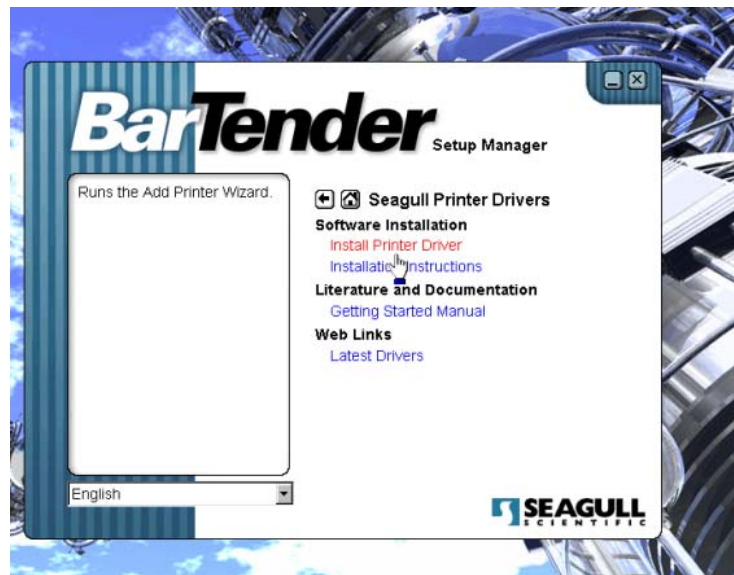 BarTender Setup Manager
Runs the Add Printer Wizard.
Seagull Printer Drivers
Software Installation
Install Printer Driver
Installation Instructions
Literature and Documentation
Getting Started Manual
Web Links
Latest Drivers
English
SEAGULL
SCIENTIFIC